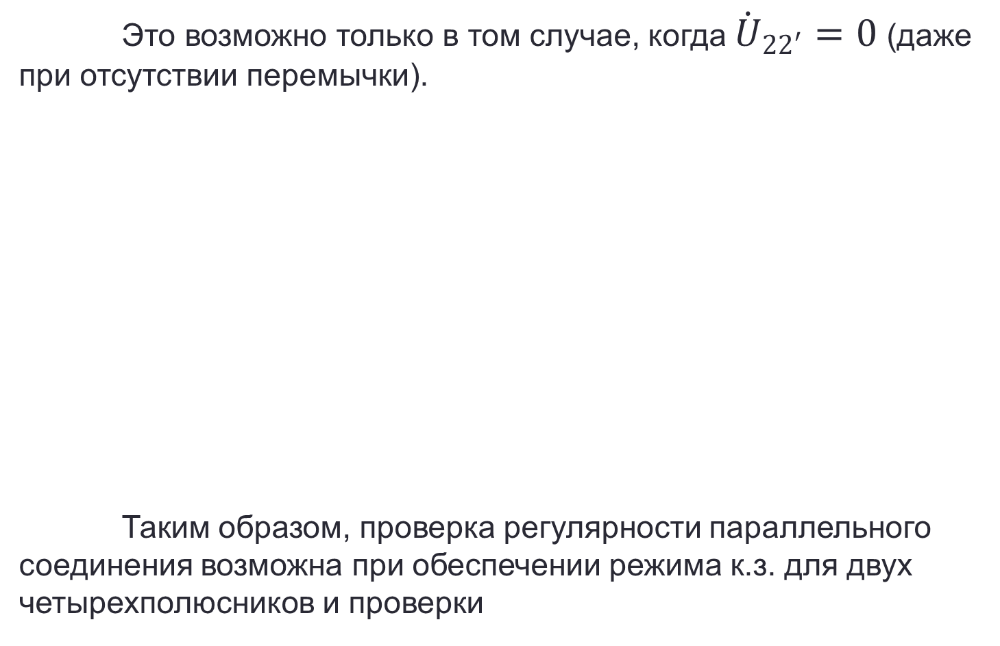 Это возможно только в том случае, когда U̇₂₂′ = 0 (даже
при отсутствии перемычки).
Таким образом, проверка регулярности параллельного
соединения возможна при обеспечении режима к.з. для двух
четырехполюсников и проверки